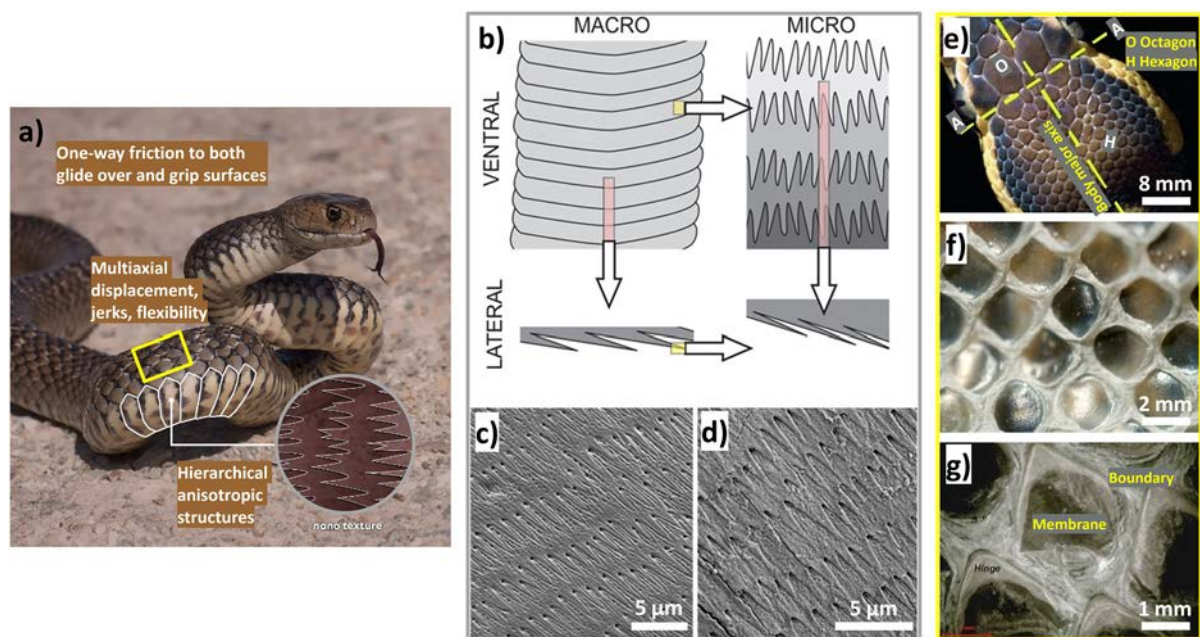 a)
One-way friction to both
glide over and grip surfaces
Multiaxial
displacement,
jerks, flexibility
Hierarchical
anisotropic
structures
nano texture
b)
MACRO
MICRO
VENTRAL
LATERAL
c)
5 μm
d)
5 μm
e)
A
O Octagon
H Hexagon
O
A
H
Body major axis
8 mm
f)
2 mm
g)
Boundary
Membrane
Hinge
1 mm